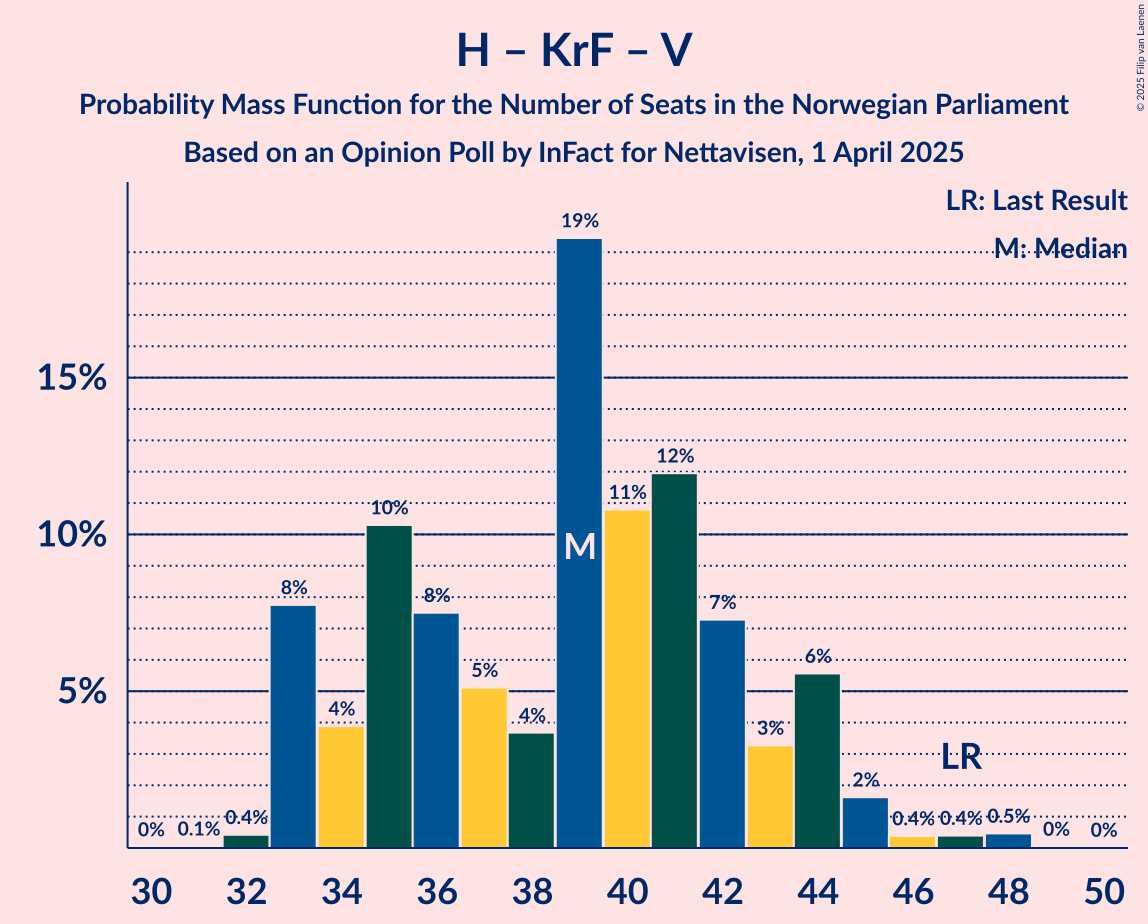 H – KrF – V
Probability Mass Function for the Number of Seats in the Norwegian Parliament
Based on an Opinion Poll by InFact for Nettavisen, 1 April 2025
© 2025 Filip van Laenen
LR: Last Result
M: Median
15%
10%
5%
0%
0.1%
0.4%
8%
4%
10%
8%
5%
4%
19%
M
11%
12%
7%
3%
6%
2%
0.4%
LR
0.4%
0.5%
0%
0%
30 32 34 36 38 40 42 44 46 48 50